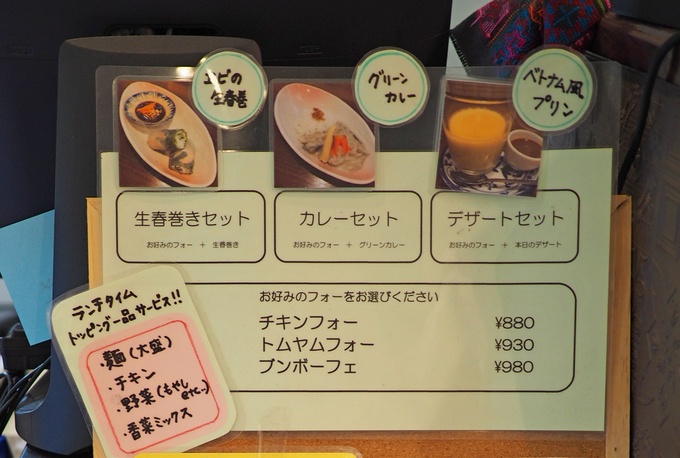 エビの
生春巻
グリーン
カレー
ベトナム風
プリン
生春巻きセット
お好みのフォー + 生春巻き
カレーセット
お好みのフォー + グリーンカレー
デザートセット
お好みのフォー + 本日のデザート
お好みのフォーをお選びください
チキンフォー ¥880
トムヤムフォー ¥930
ブンボーフェ ¥980
ランチタイム
トッピング一品サービス!!
・麺(大盛)
・チキン
・野菜(もやしetc...)
・香菜ミックス